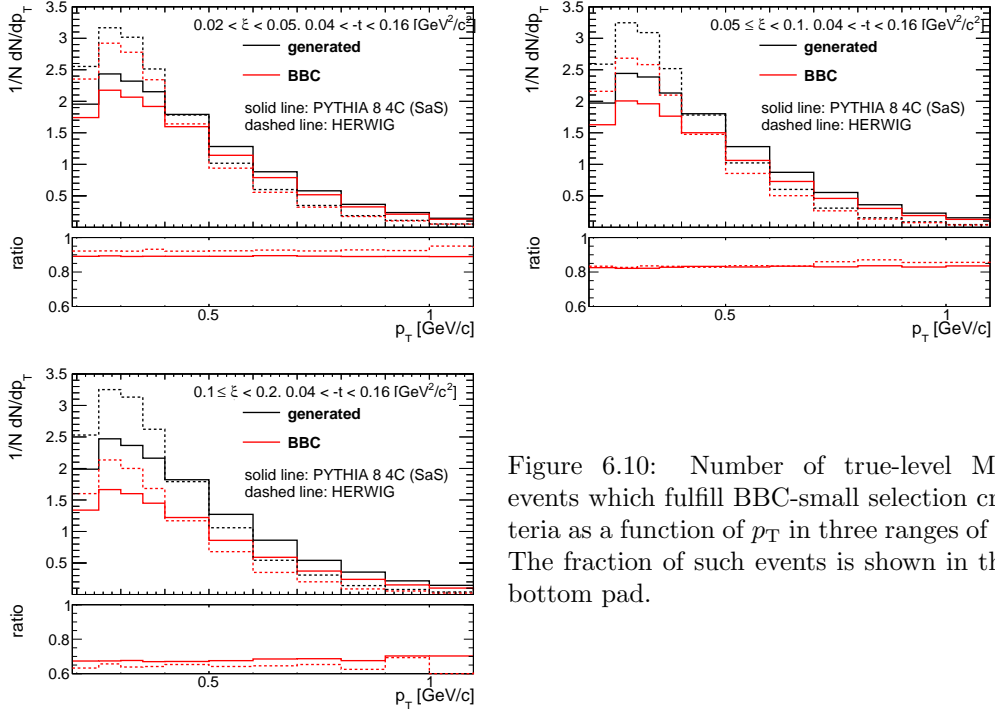 0.02 < ξ < 0.05, 0.04 < -t < 0.16 [GeV²/c²]
1/N dN/dp_T
3.5
3
2.5
2
1.5
1
0.5
generated
BBC
solid line: PYTHIA 8 4C (SaS)
dashed line: HERWIG
ratio
1
0.8
0.6
0.5
1
p_T [GeV/c]
0.05 ≤ ξ < 0.1, 0.04 < -t < 0.16 [GeV²/c²]
1/N dN/dp_T
3.5
3
2.5
2
1.5
1
0.5
generated
BBC
solid line: PYTHIA 8 4C (SaS)
dashed line: HERWIG
ratio
1
0.8
0.6
0.5
1
p_T [GeV/c]
0.1 ≤ ξ < 0.2, 0.04 < -t < 0.16 [GeV²/c²]
1/N dN/dp_T
3.5
3
2.5
2
1.5
1
0.5
generated
BBC
solid line: PYTHIA 8 4C (SaS)
dashed line: HERWIG
ratio
1
0.9
0.8
0.7
0.6
0.5
1
p_T [GeV/c]
Figure 6.10: Number of true-level M
events which fulfill BBC-small selection cr
teria as a function of p_T in three ranges of
The fraction of such events is shown in th
bottom pad.